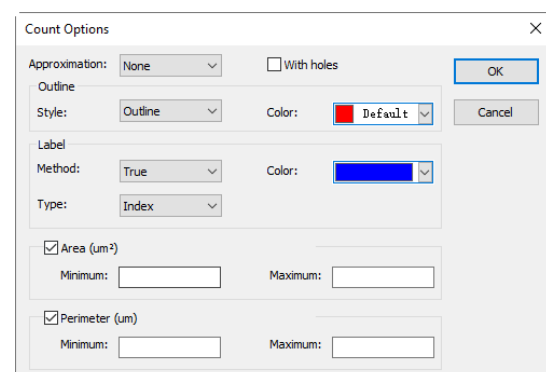 Count Options
Approximation: None With holes OK
Outline
Style: Outline Color: Default Cancel
Label
Method: True Color:
Type: Index
Area (um²)
Minimum: Maximum:
Perimeter (um)
Minimum: Maximum: